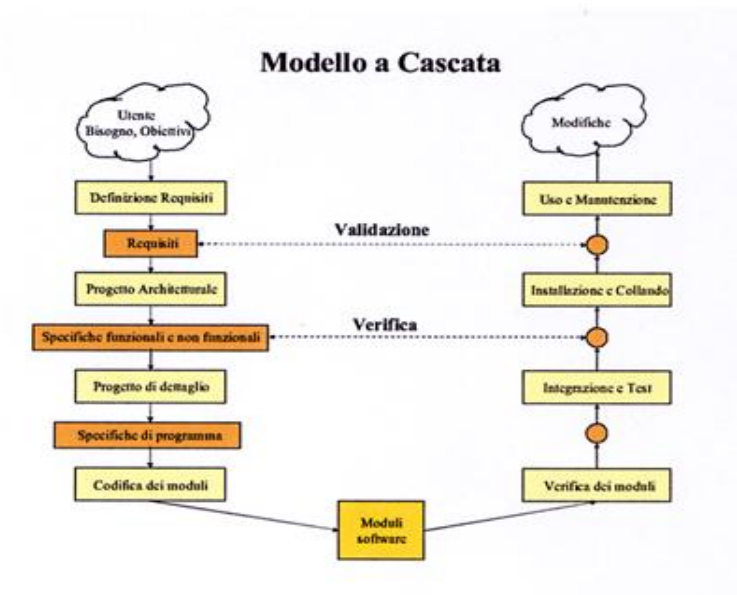 Modello a Cascata
Utente
Bisogno, Obiettivi
Modifiche
Definizione Requisiti
Uso e Manutenzione
Requisiti
Validazione
Progetto Architetturale
Installazione e Collando
Specifiche funzionali e non funzionali
Verifica
Progetto di dettaglio
Integrazione e Test
Specifiche di programma
Codifica dei moduli
Verifica dei moduli
Moduli
software